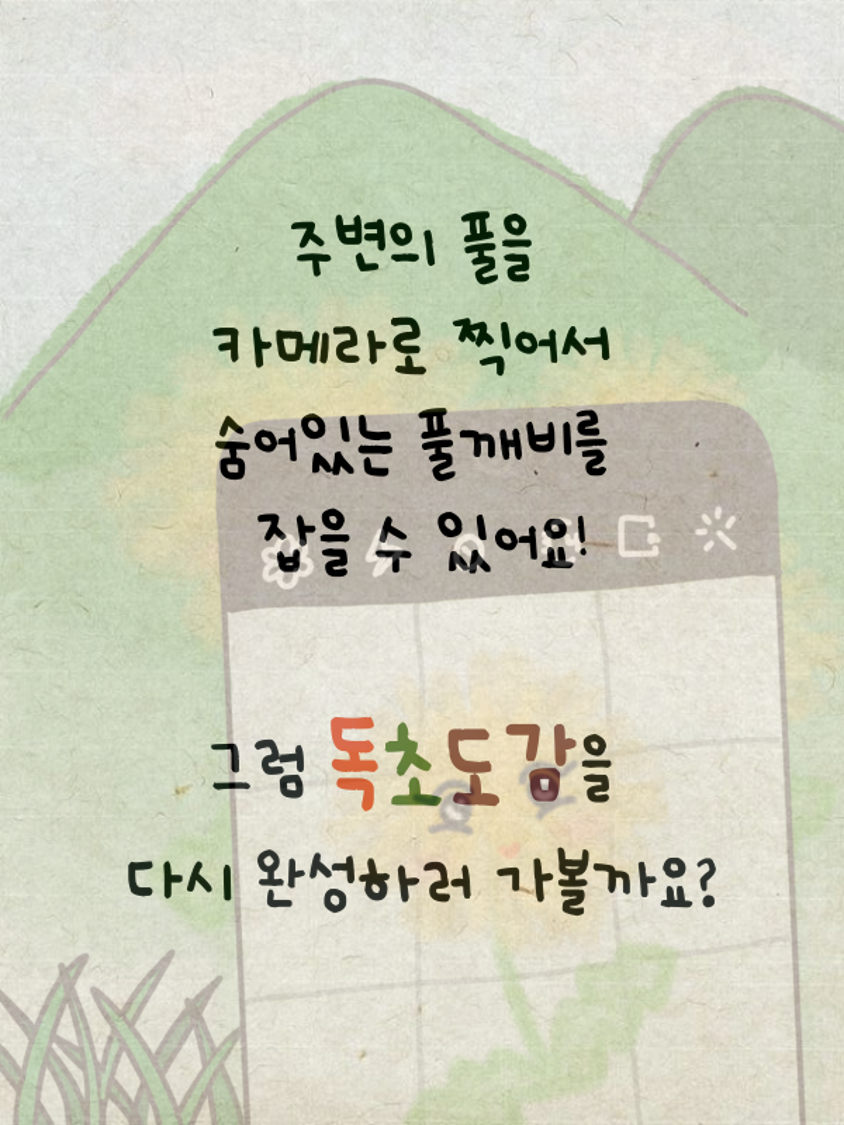 주변의 풀을
카메라로 찍어서
숨어있는 풀깨비를
잡을 수 있어요!
그럼 독초도감을
다시 완성하러 가볼까요?